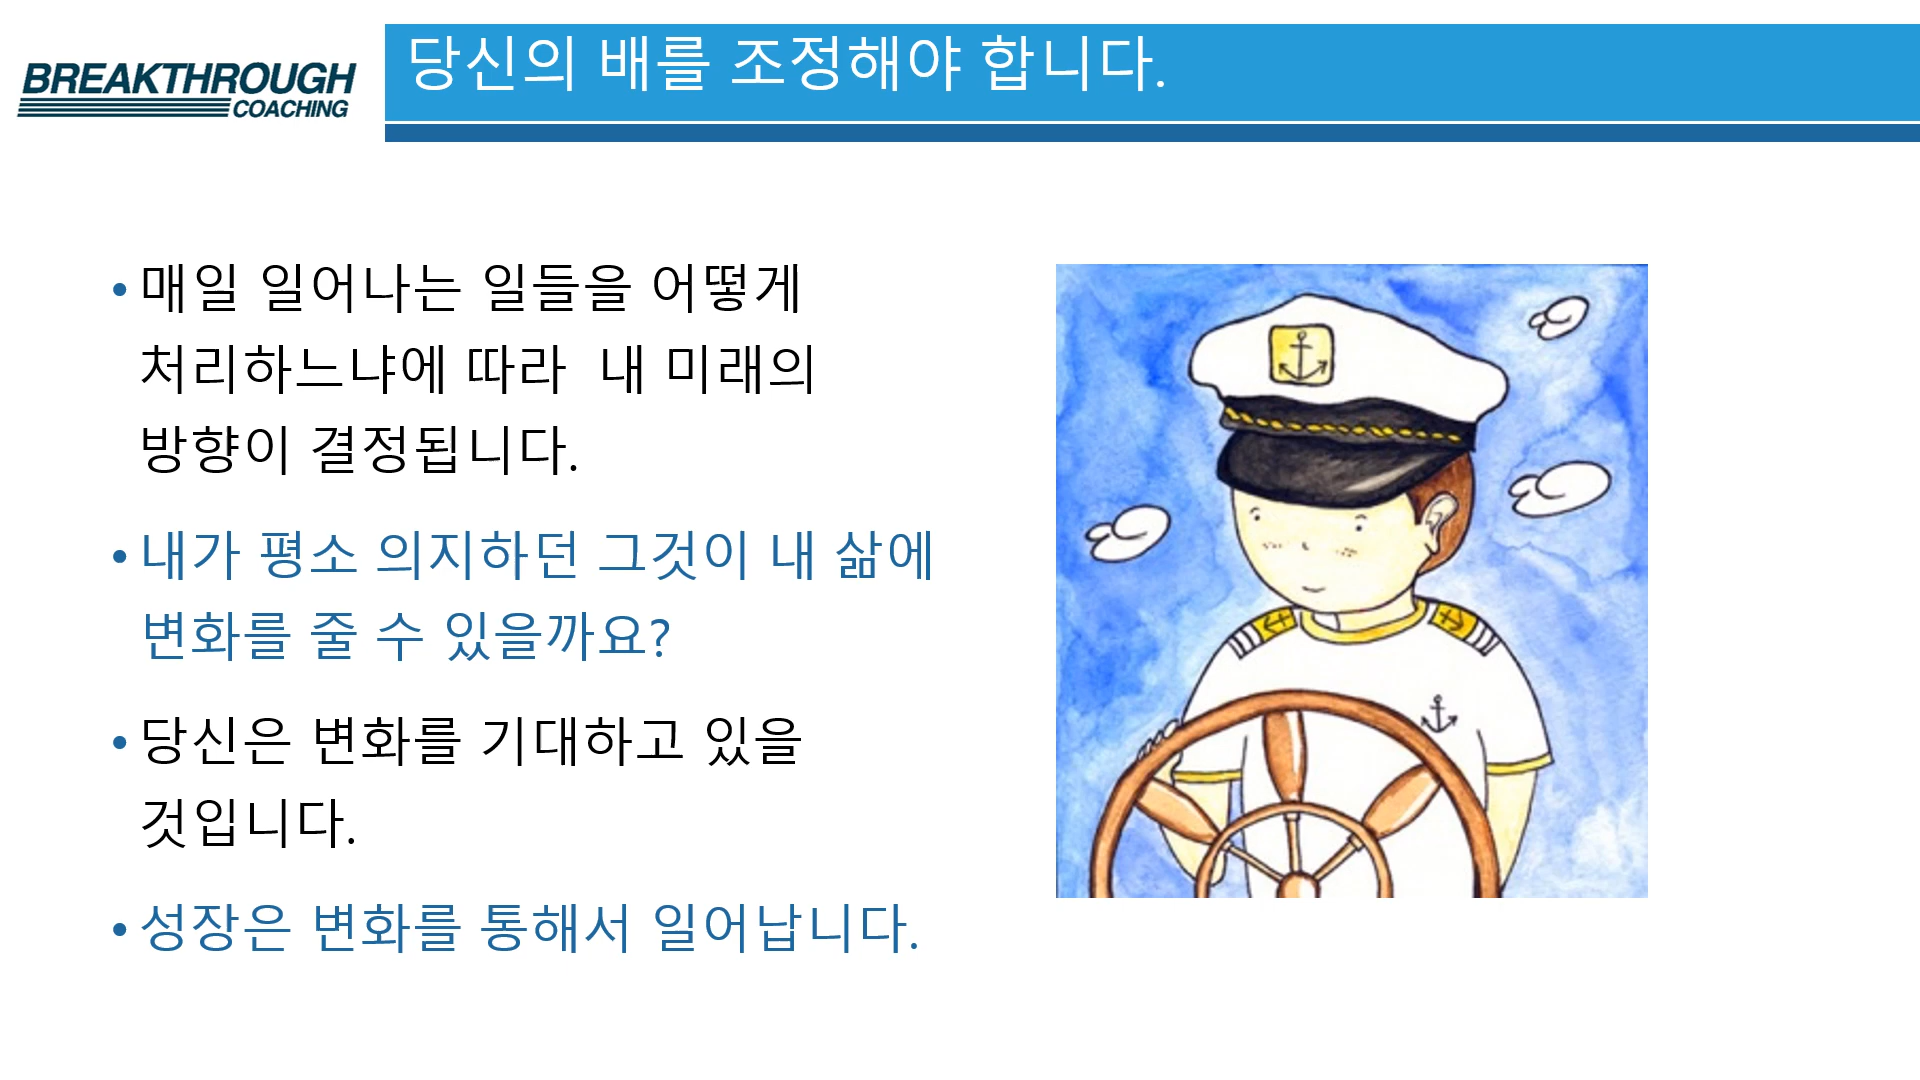 BREAKTHROUGH
COACHING
당신의 배를 조정해야 합니다.
• 매일 일어나는 일들을 어떻게
처리하느냐에 따라  내 미래의
방향이 결정됩니다.
• 내가 평소 의지하던 그것이 내 삶에
변화를 줄 수 있을까요?
• 당신은 변화를 기대하고 있을
것입니다.
• 성장은 변화를 통해서 일어납니다.